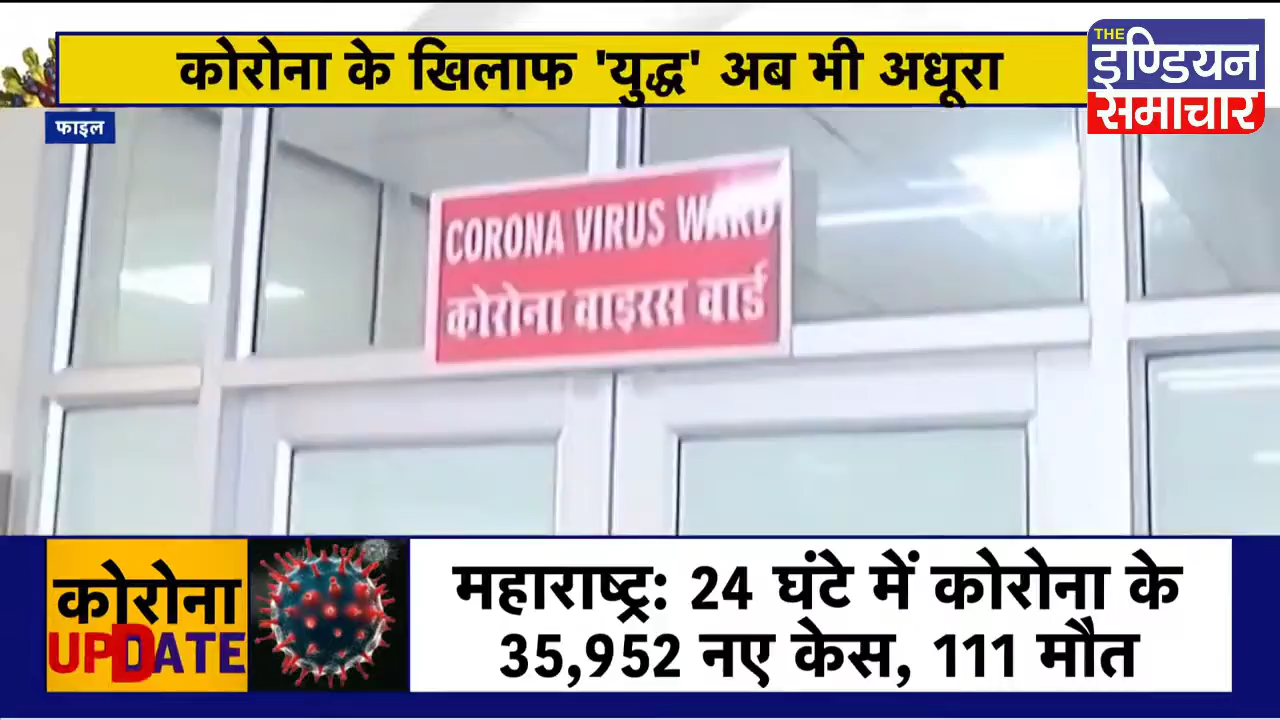 कोरोना के खिलाफ 'युद्ध' अब भी अधूरा
THE
इण्डियन
समाचार
फाइल
CORONA VIRUS WARD
कोरोना वाइरस वार्ड
कोरोना
UPDATE
महाराष्ट्र: 24 घंटे में कोरोना के
35,952 नए केस, 111 मौत